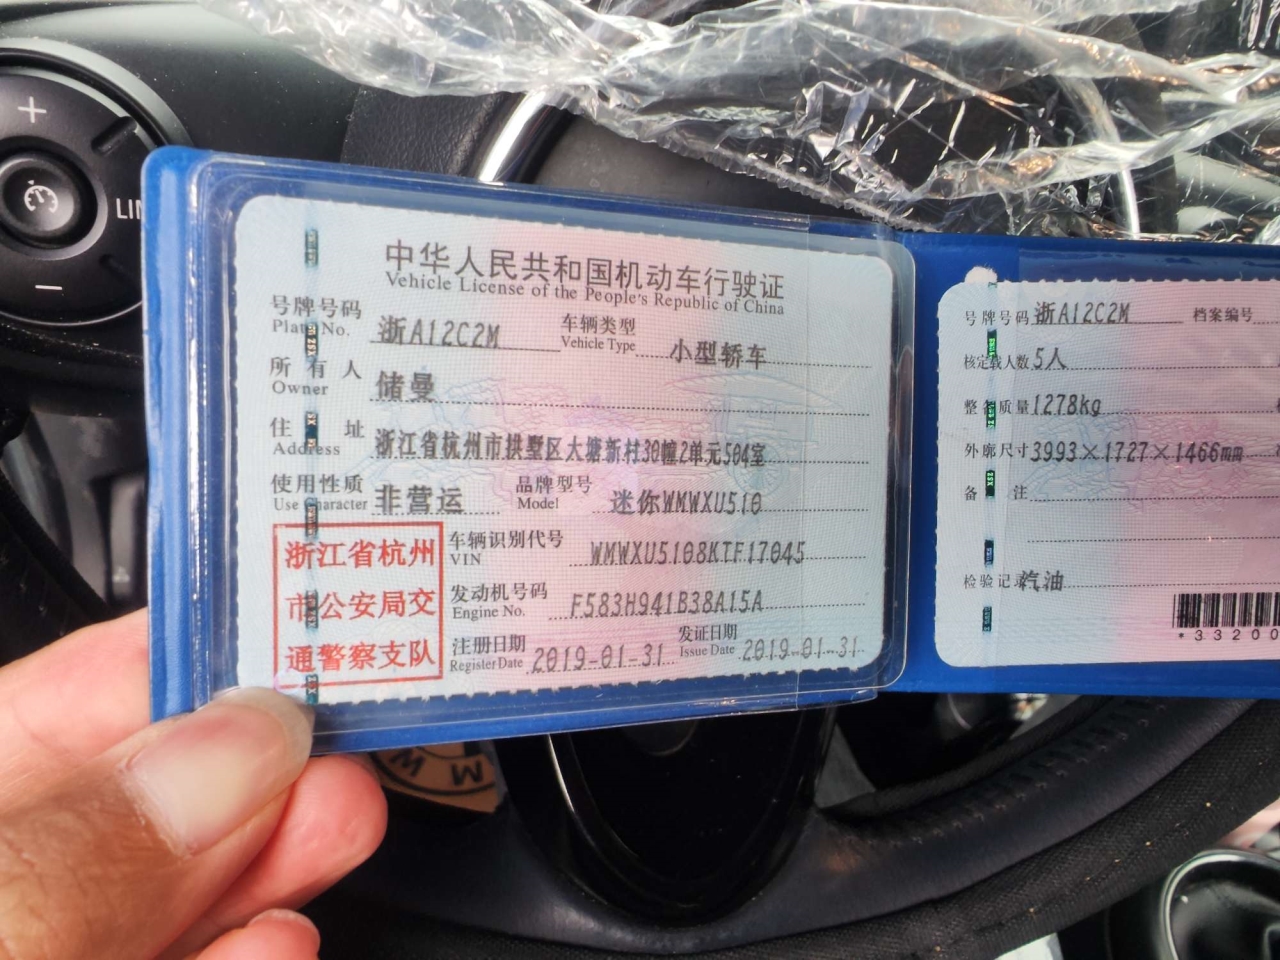 LIM
中华人民共和国机动车行驶证
Vehicle License of the People's Republic of China
号牌号码 浙A12C2M 车辆类型 小型轿车
Plate No. Vehicle Type
所有人 储曼
Owner
住址 浙江省杭州市拱墅区大塘新村30幢2单元504室
Address
使用性质 非营运 品牌型号 迷你WMWXU510
Use Character Model
浙江省杭州
市公安局交
通警察支队
车辆识别代号 WMWXU5108KTF17045
VIN
发动机号码 F583H941B38A15A
Engine No.
注册日期 2019-01-31 发证日期 2019-01-31
Register Date Issue Date
号牌号码 浙A12C2M 档案编号
核定载人数 5人
整备质量 1278kg
外廓尺寸 3993×1727×1466mm
备注
检验记录 汽油
*33200